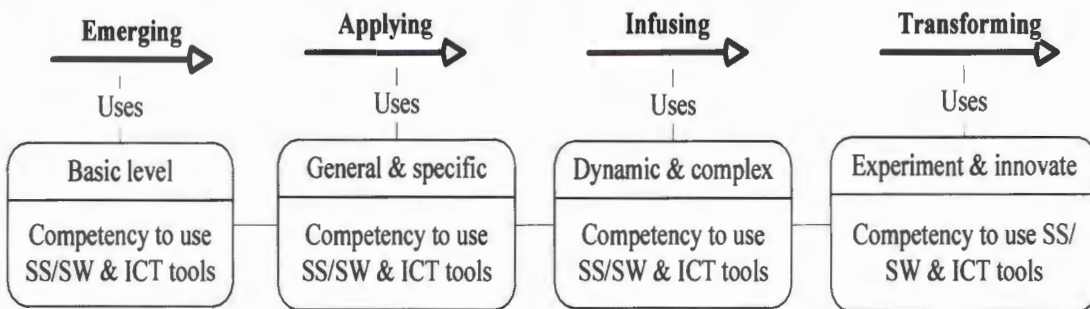 Emerging
Applying
Infusing
Transforming
Uses
Uses
Uses
Uses
Basic level
General & specific
Dynamic & complex
Experiment & innovate
Competency to use
SS/SW & ICT tools
Competency to use
SS/SW & ICT tools
Competency to use
SS/SW & ICT tools
Competency to use SS/
SW & ICT tools